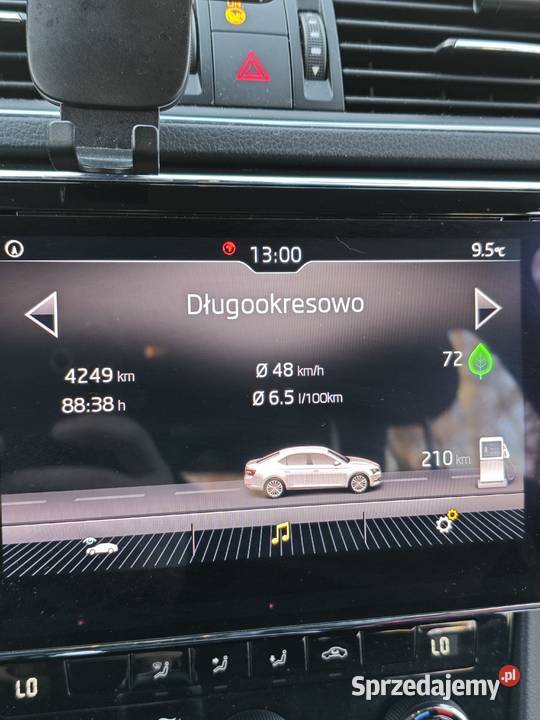 ON
13:00
9.5°C
Długookresowo
4249 km
Ø 48 km/h
72
88:38 h
Ø 6.5 l/100km
210 km
LO
LO
Sprzedajemy.pl